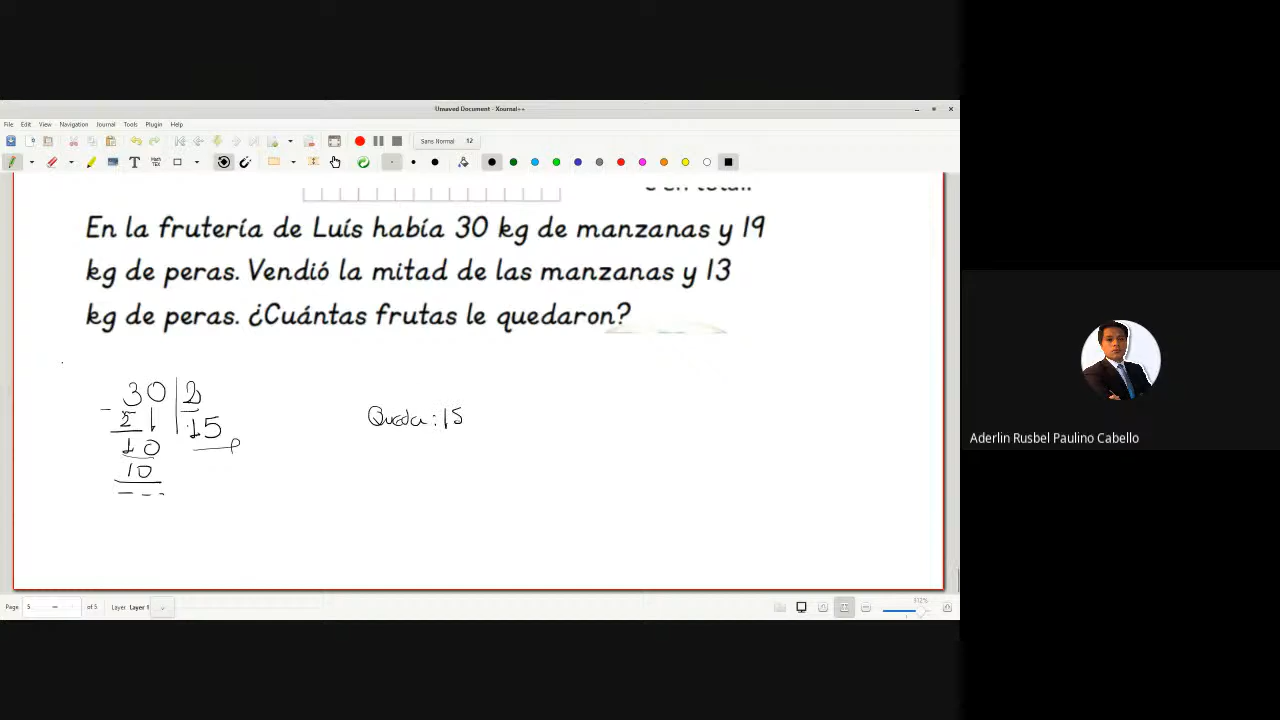 Unsaved Document - Xournal++
File Edit View Navigation Journal Tools Plugin Help
Sans Normal 12
En la frutería de Luís había 30 kg de manzanas y 19
kg de peras. Vendió la mitad de las manzanas y 13
kg de peras. ¿Cuántas frutas le quedaron?
30 2
- 2 15
10
10
Queda: 15
Aderlin Rusbel Paulino Cabello
Page 5 of 5 Layer Layer 1 312%